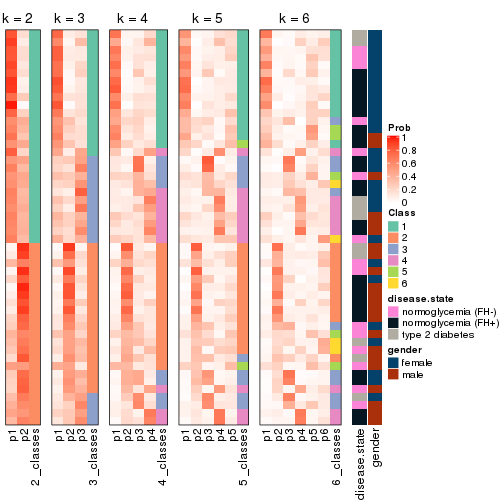 k = 2
k = 3
k = 4
k = 5
k = 6
Prob
1
0.8
0.6
0.4
0.2
0
Class
1
2
3
4
5
6
disease.state
normoglycemia (FH-)
normoglycemia (FH+)
type 2 diabetes
gender
female
male
p1
p2
2_classes
p1
p2
p3
3_classes
p1
p2
p3
p4
4_classes
p1
p2
p3
p4
p5
5_classes
p1
p2
p3
p4
p5
p6
6_classes
disease.state
gender